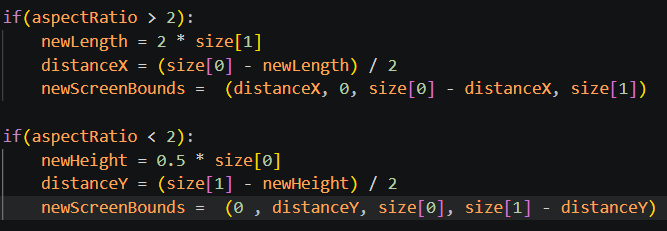 if(aspectRatio > 2):
newLength = 2 * size[1]
distanceX = (size[0] - newLength) / 2
newScreenBounds =  (distanceX, 0, size[0] - distanceX, size[1])
if(aspectRatio < 2):
newHeight = 0.5 * size[0]
distanceY = (size[1] - newHeight) / 2
newScreenBounds =  (0 , distanceY, size[0], size[1] - distanceY)